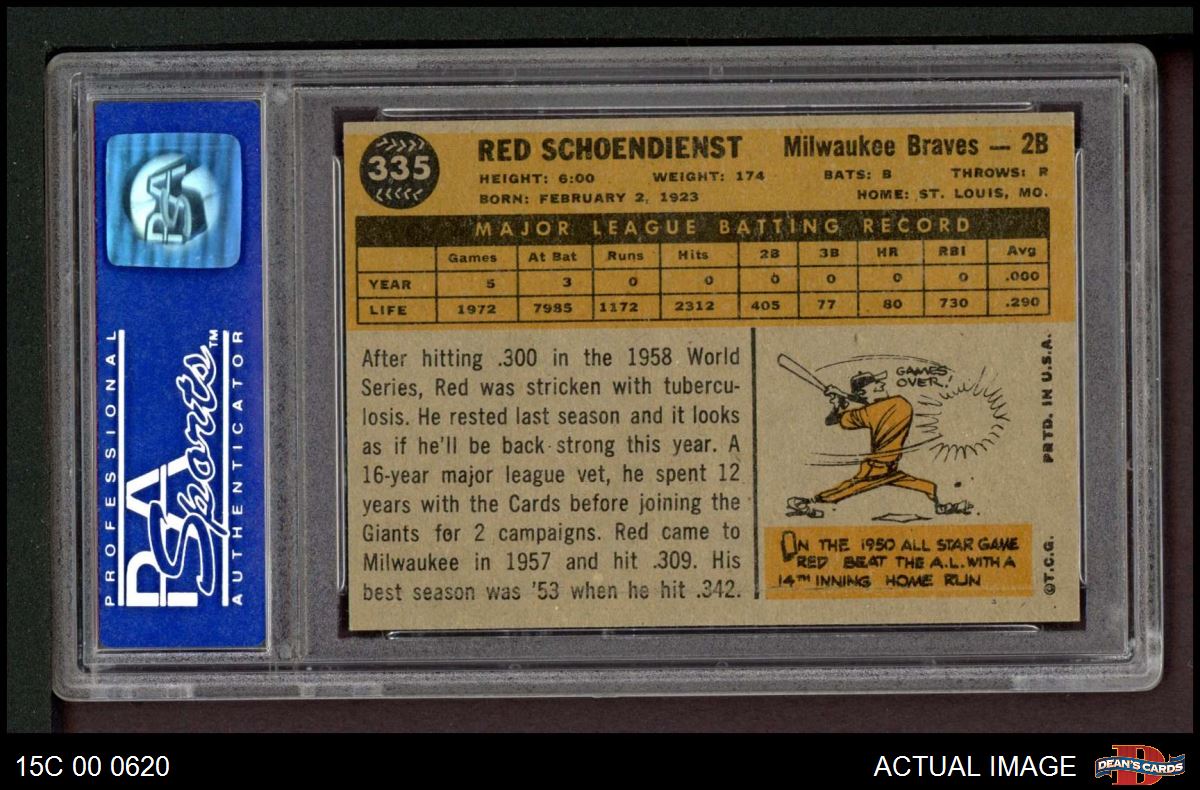 PSA
PROFESSIONAL
PSA Sports™
AUTHENTICATOR
335
RED SCHOENDIENST Milwaukee Braves — 2B
HEIGHT: 6:00 WEIGHT: 174 BATS: B THROWS: R
BORN: FEBRUARY 2, 1923 HOME: ST. LOUIS, MO.
MAJOR LEAGUE BATTING RECORD
Games At Bat Runs Hits 2B 3B HR RBI Avg
YEAR 5 3 0 0 0 0 0 0 .000
LIFE 1972 7985 1172 2312 405 77 80 730 .290
After hitting .300 in the 1958 World
Series, Red was stricken with tubercu-
losis. He rested last season and it looks
as if he'll be back strong this year. A
16-year major league vet, he spent 12
years with the Cards before joining the
Giants for 2 campaigns. Red came to
Milwaukee in 1957 and hit .309. His
best season was '53 when he hit .342.
GAMES
OVER!
ON THE 1950 ALL STAR GAME
RED BEAT THE A.L. WITH A
14TH INNING HOME RUN
©T.C.G. PRTD. IN U.S.A.
15C 00 0620
ACTUAL IMAGE
DEAN'S CARDS